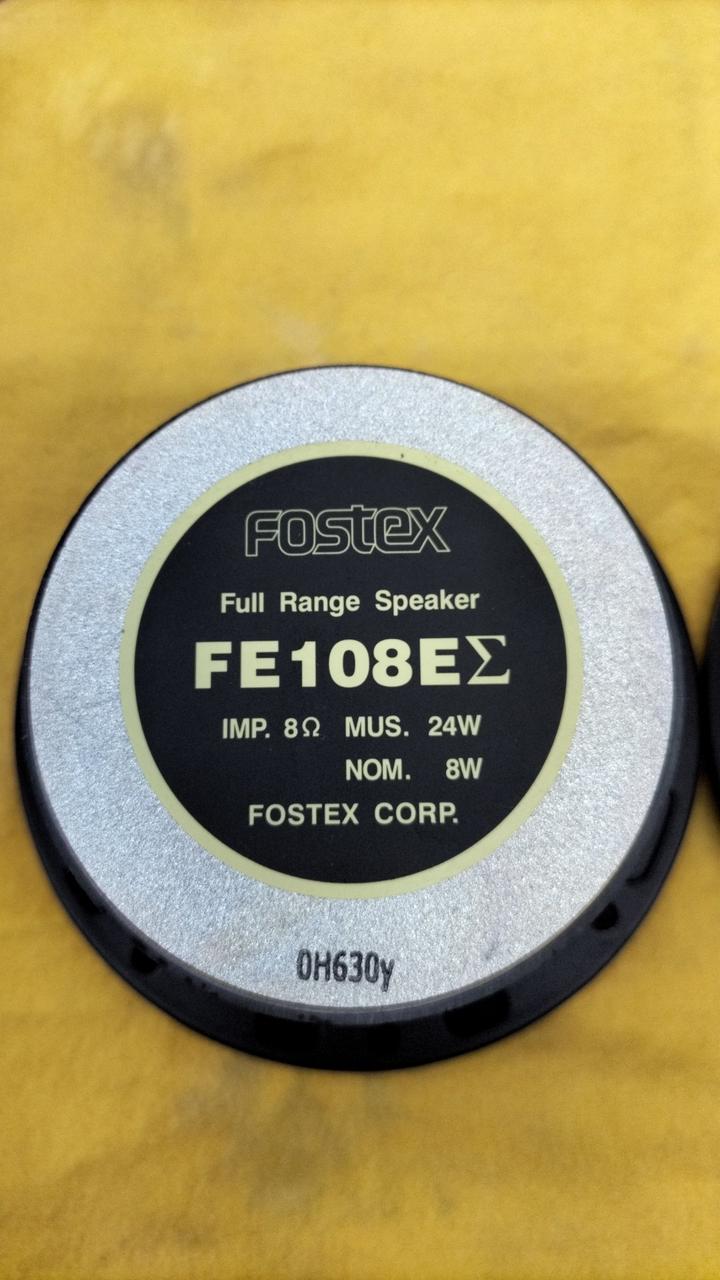 FOSTEX
Full Range Speaker
FE108EΣ
IMP. 8Ω MUS. 24W
NOM. 8W
FOSTEX CORP.
0H630y